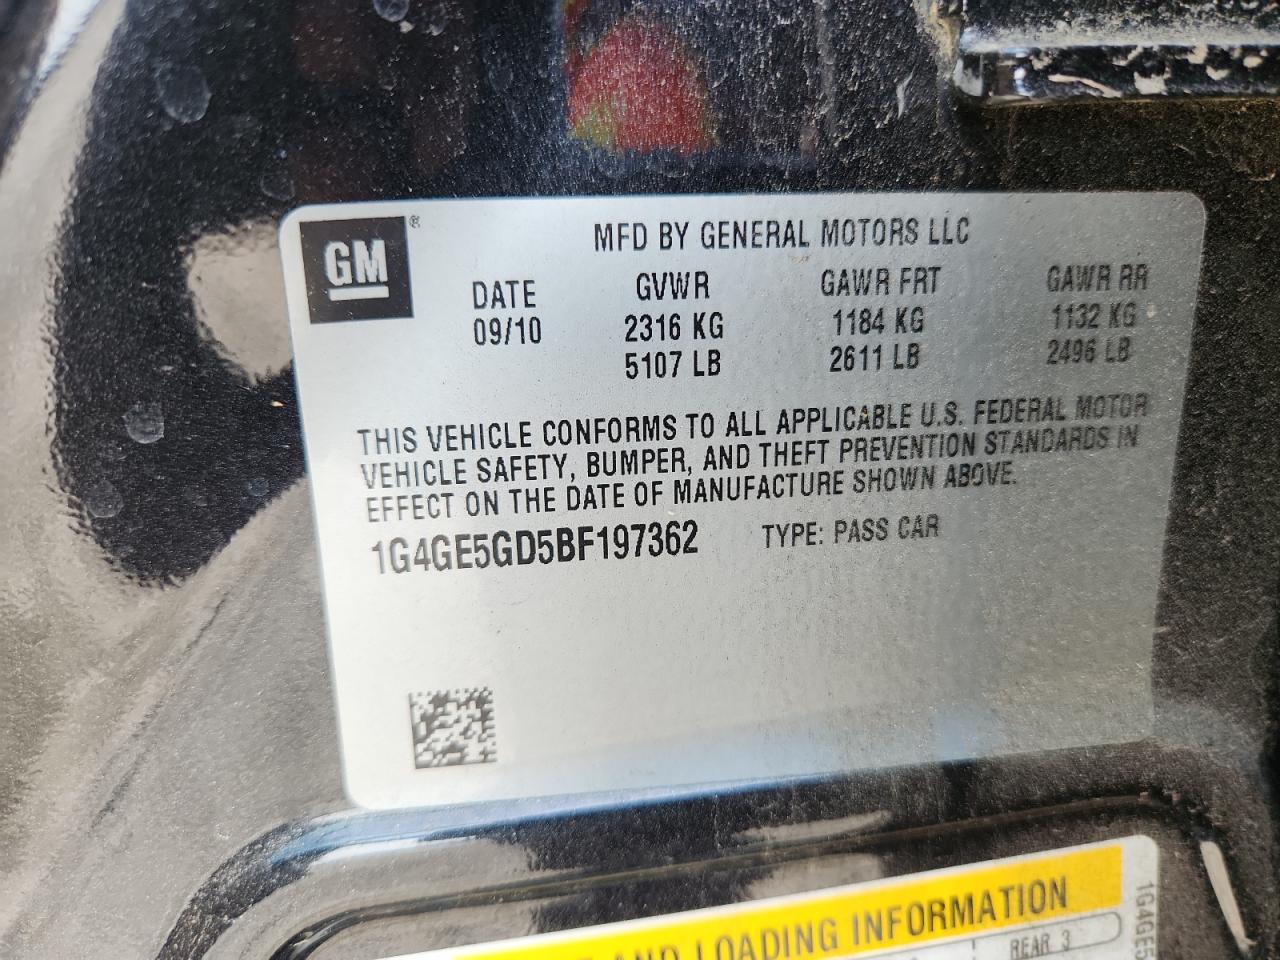 GM®
MFD BY GENERAL MOTORS LLC
DATE GVWR GAWR FRT GAWR RR
09/10 2316 KG 1184 KG 1132 KG
5107 LB 2611 LB 2496 LB
THIS VEHICLE CONFORMS TO ALL APPLICABLE U.S. FEDERAL MOTOR
VEHICLE SAFETY, BUMPER, AND THEFT PREVENTION STANDARDS IN
EFFECT ON THE DATE OF MANUFACTURE SHOWN ABOVE.
1G4GE5GD5BF197362 TYPE: PASS CAR
AND LOADING INFORMATION
REAR 3
1G4GE5